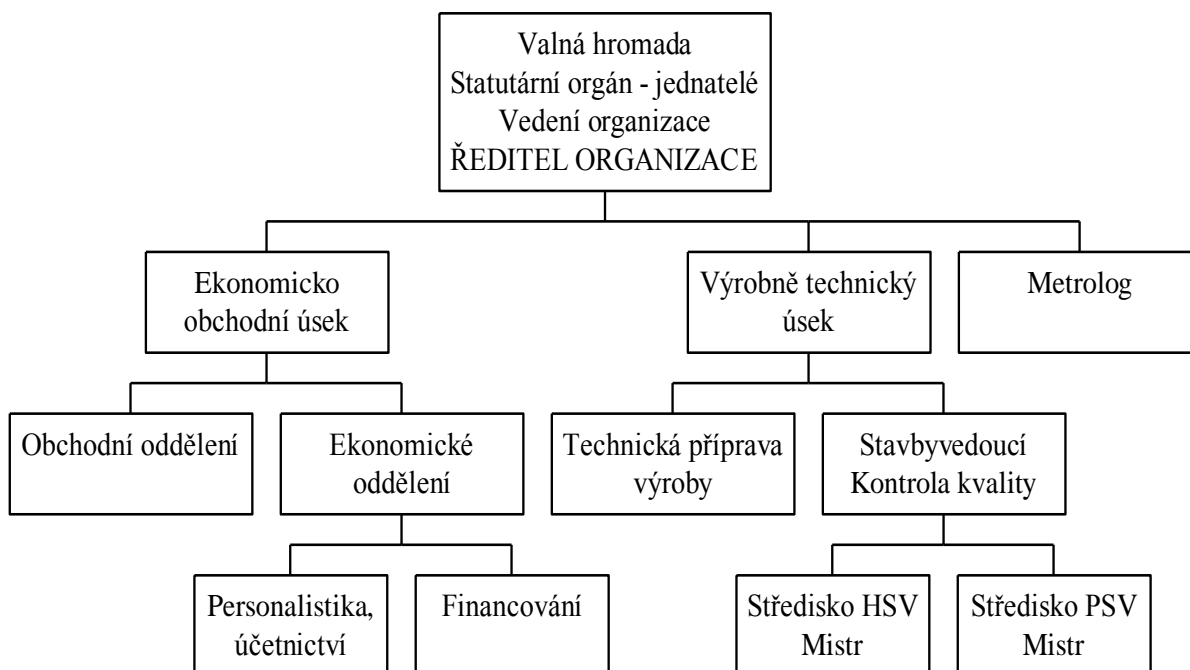 Valná hromada
Statutární orgán - jednatelé
Vedení organizace
ŘEDITEL ORGANIZACE
Ekonomicko
obchodní úsek
Výrobně technický
úsek
Metrolog
Obchodní oddělení
Ekonomické
oddělení
Technická příprava
výroby
Stavbyvedoucí
Kontrola kvality
Personalistika,
účetnictví
Financování
Středisko HSV
Mistr
Středisko PSV
Mistr